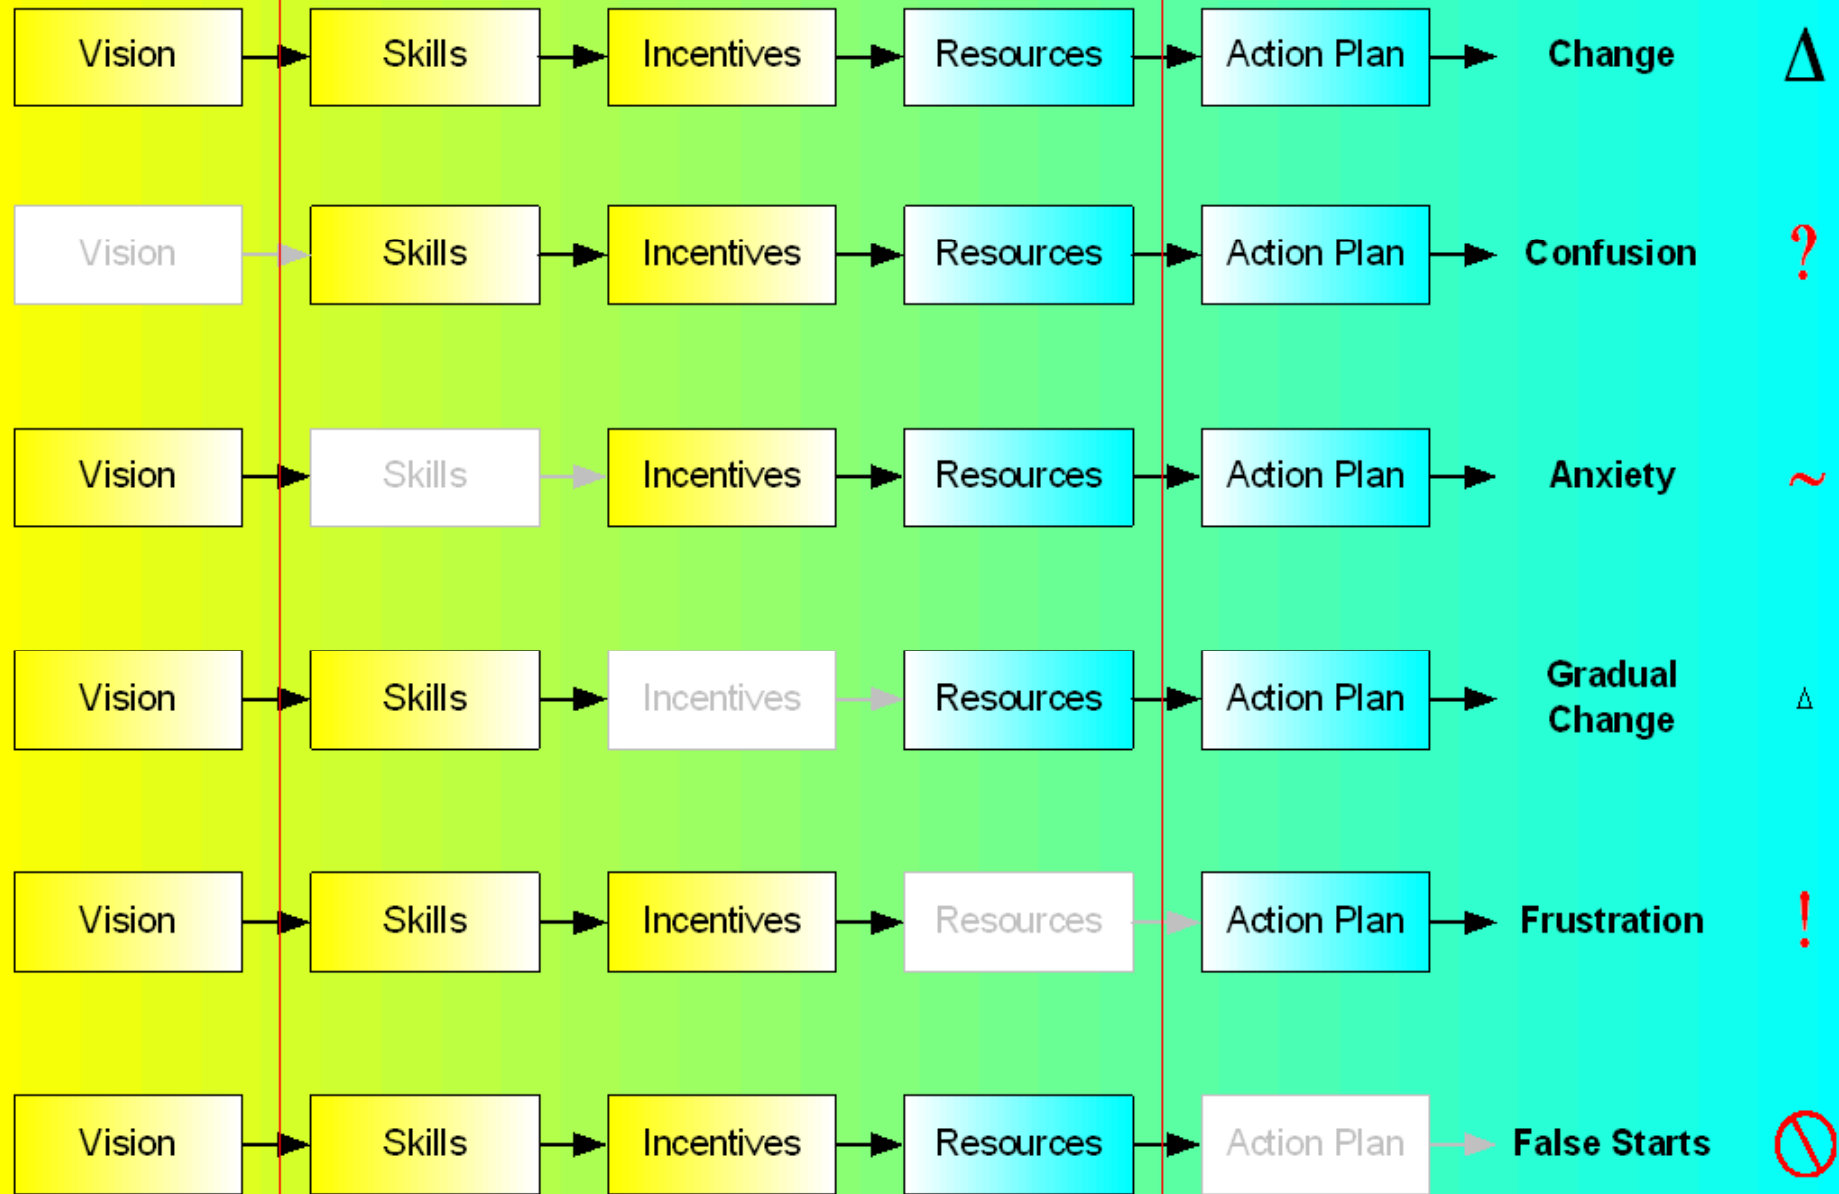 Vision Skills Incentives Resources Action Plan Change Δ
Vision Skills Incentives Resources Action Plan Confusion ?
Vision Skills Incentives Resources Action Plan Anxiety ~
Vision Skills Incentives Resources Action Plan Gradual
Change Δ
Vision Skills Incentives Resources Action Plan Frustration !
Vision Skills Incentives Resources Action Plan False Starts